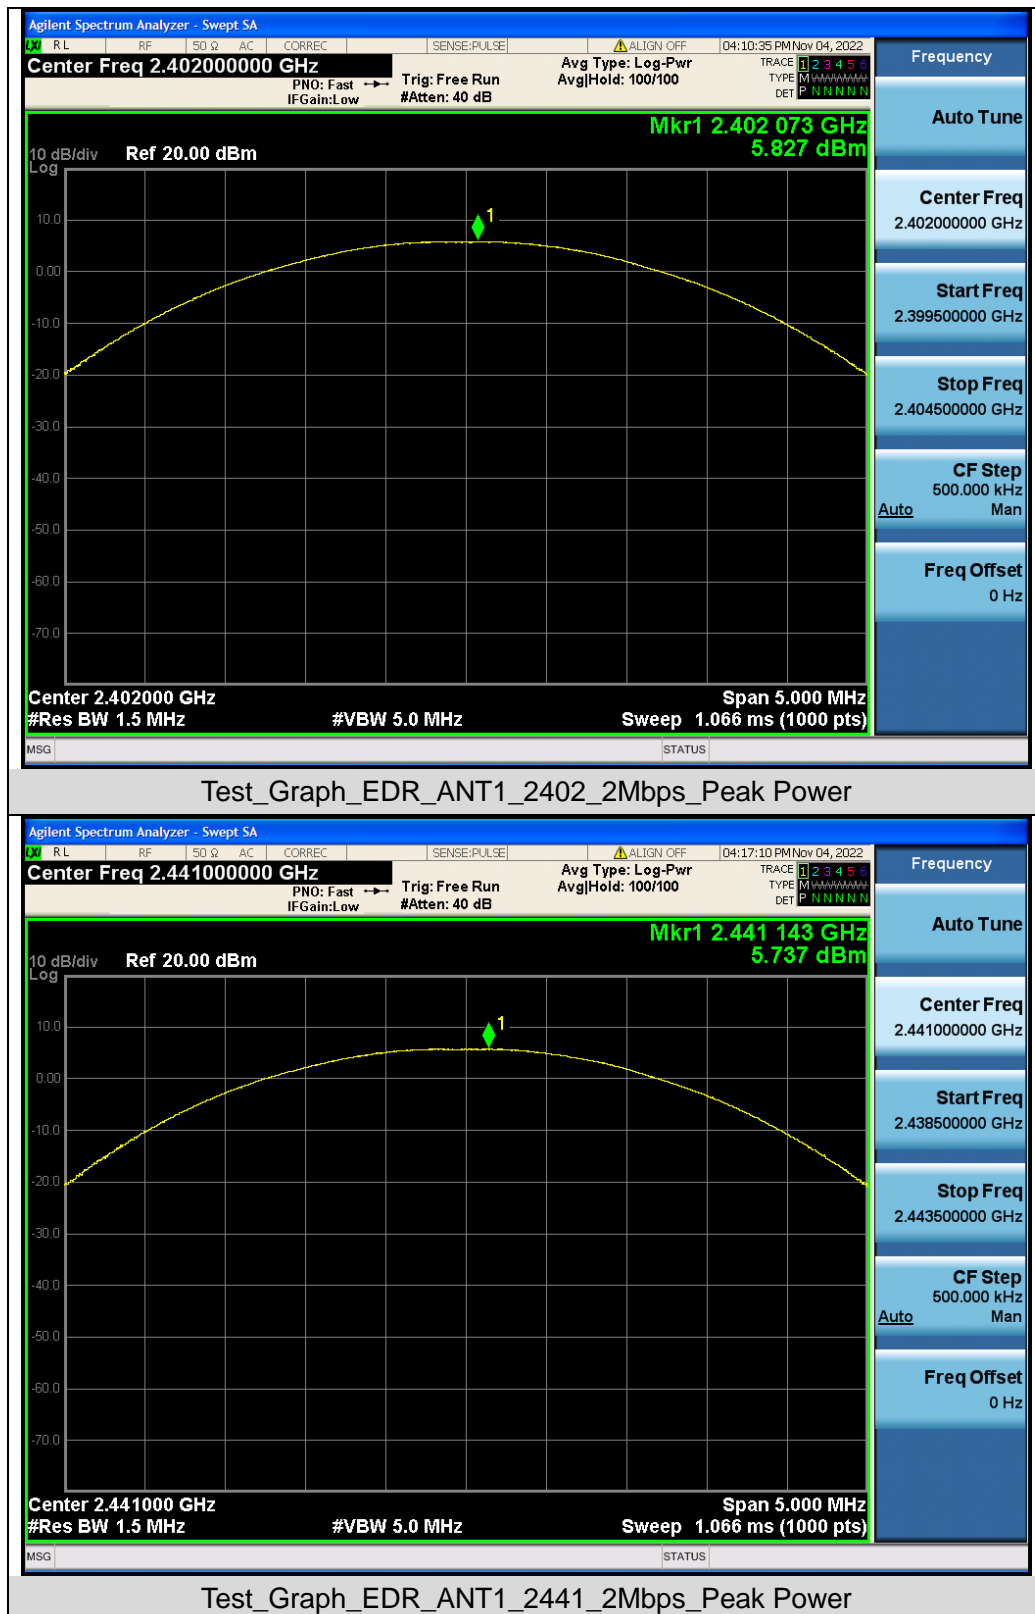 Agilent Spectrum Analyzer - Swept SA
LXI RL RF 50 Ω AC CORREC SENSE:PULSE ALIGN OFF 04:10:35 PM Nov 04, 2022
Center Freq 2.402000000 GHz
PNO: Fast
IFGain:Low
Trig: Free Run
#Atten: 40 dB
Avg Type: Log-Pwr
Avg|Hold: 100/100
TRACE 1 2 3 4 5 6
TYPE M WWWWW
DET P N N N N N
Mkr1 2.402 073 GHz
5.827 dBm
10 dB/div Ref 20.00 dBm
Log
1
10.0
0.00
-10.0
-20.0
-30.0
-40.0
-50.0
-60.0
-70.0
Center 2.402000 GHz Span 5.000 MHz
#Res BW 1.5 MHz #VBW 5.0 MHz Sweep 1.066 ms (1000 pts)
MSG STATUS
Frequency
Auto Tune
Center Freq
2.402000000 GHz
Start Freq
2.399500000 GHz
Stop Freq
2.404500000 GHz
CF Step
500.000 kHz
Auto Man
Freq Offset
0 Hz
Test_Graph_EDR_ANT1_2402_2Mbps_Peak Power
Agilent Spectrum Analyzer - Swept SA
LXI RL RF 50 Ω AC CORREC SENSE:PULSE ALIGN OFF 04:17:10 PM Nov 04, 2022
Center Freq 2.441000000 GHz
PNO: Fast
IFGain:Low
Trig: Free Run
#Atten: 40 dB
Avg Type: Log-Pwr
Avg|Hold: 100/100
TRACE 1 2 3 4 5 6
TYPE M WWWWW
DET P N N N N N
Mkr1 2.441 143 GHz
5.737 dBm
10 dB/div Ref 20.00 dBm
Log
1
10.0
0.00
-10.0
-20.0
-30.0
-40.0
-50.0
-60.0
-70.0
Center 2.441000 GHz Span 5.000 MHz
#Res BW 1.5 MHz #VBW 5.0 MHz Sweep 1.066 ms (1000 pts)
MSG STATUS
Frequency
Auto Tune
Center Freq
2.441000000 GHz
Start Freq
2.438500000 GHz
Stop Freq
2.443500000 GHz
CF Step
500.000 kHz
Auto Man
Freq Offset
0 Hz
Test_Graph_EDR_ANT1_2441_2Mbps_Peak Power